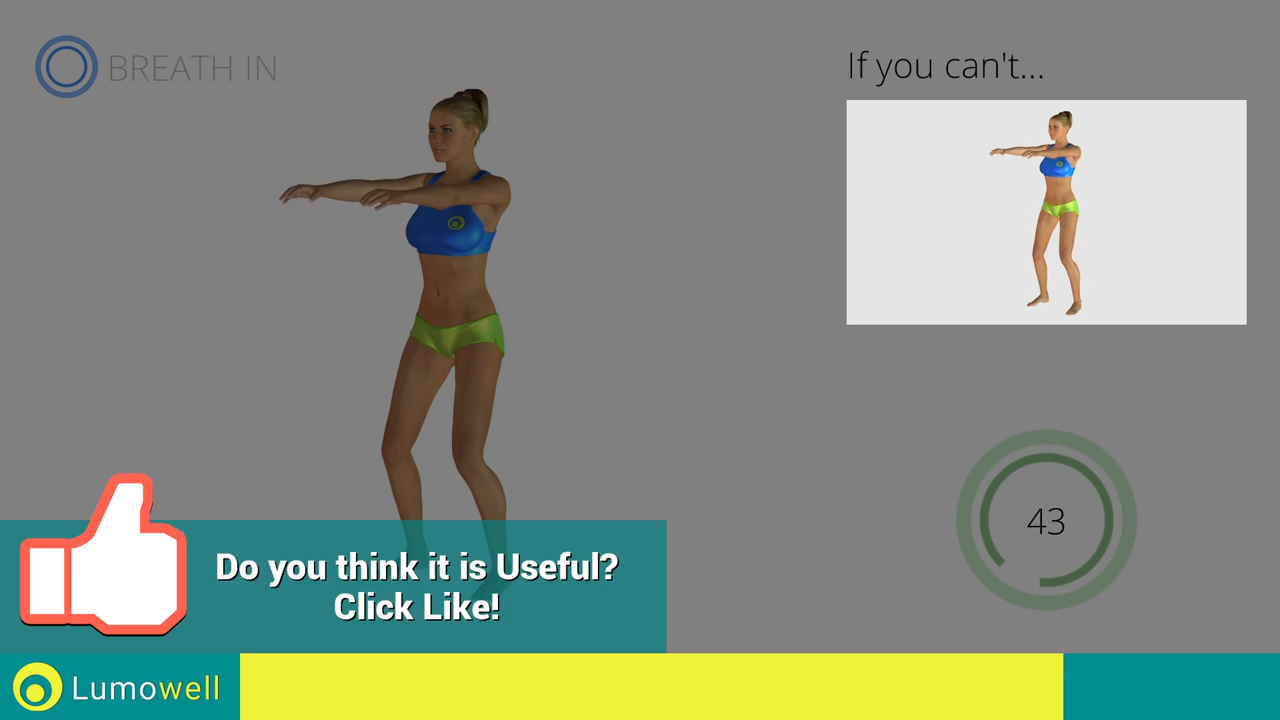 BREATH IN
If you can't...
43
Do you think it is Useful?
Click Like!
Lumowell